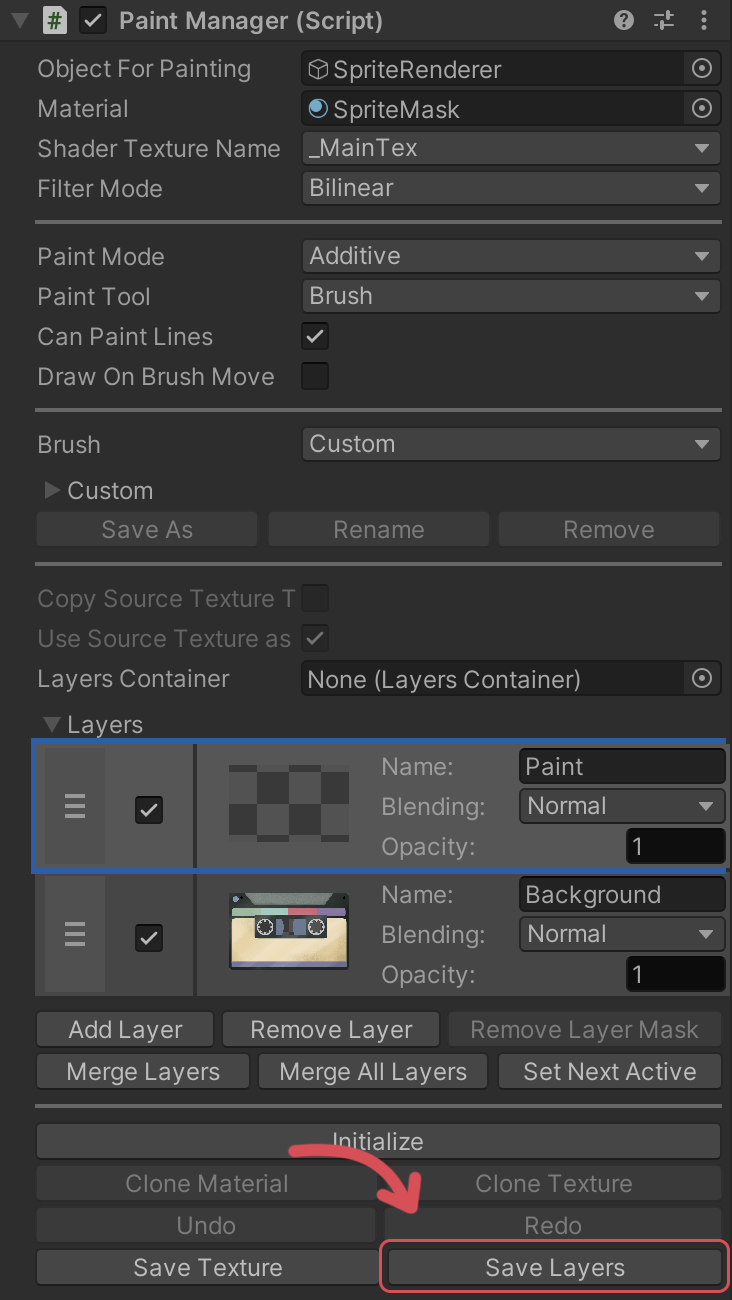 Paint Manager (Script)
Object For Painting SpriteRenderer
Material SpriteMask
Shader Texture Name _MainTex
Filter Mode Bilinear
Paint Mode Additive
Paint Tool Brush
Can Paint Lines
Draw On Brush Move
Brush Custom
Custom
Save As Rename Remove
Copy Source Texture T
Use Source Texture as
Layers Container None (Layers Container)
Layers
Name: Paint
Blending: Normal
Opacity: 1
Name: Background
Blending: Normal
Opacity: 1
Add Layer Remove Layer Remove Layer Mask
Merge Layers Merge All Layers Set Next Active
Initialize
Clone Material Clone Texture
Undo Redo
Save Texture Save Layers